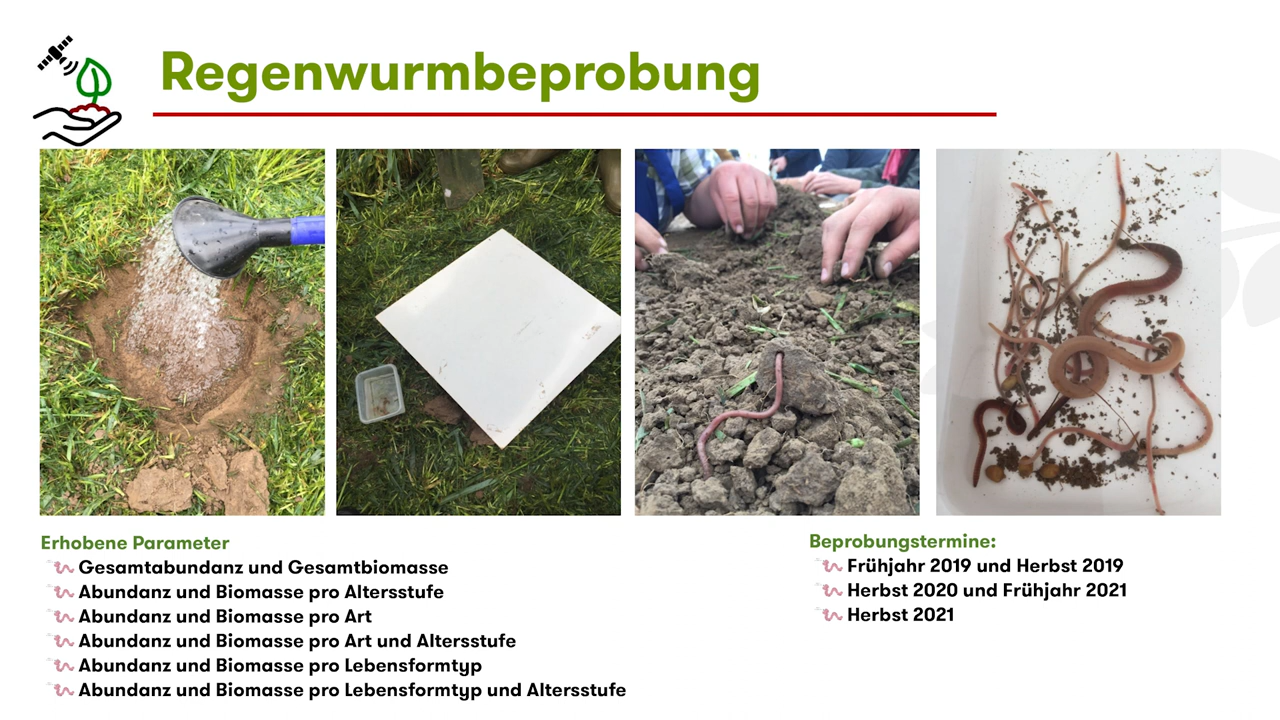 Regenwurmbeprobung
Erhobene Parameter
Gesamtabundanz und Gesamtbiomasse
Abundanz und Biomasse pro Altersstufe
Abundanz und Biomasse pro Art
Abundanz und Biomasse pro Art und Altersstufe
Abundanz und Biomasse pro Lebensformtyp
Abundanz und Biomasse pro Lebensformtyp und Altersstufe
Beprobungstermine:
Frühjahr 2019 und Herbst 2019
Herbst 2020 und Frühjahr 2021
Herbst 2021